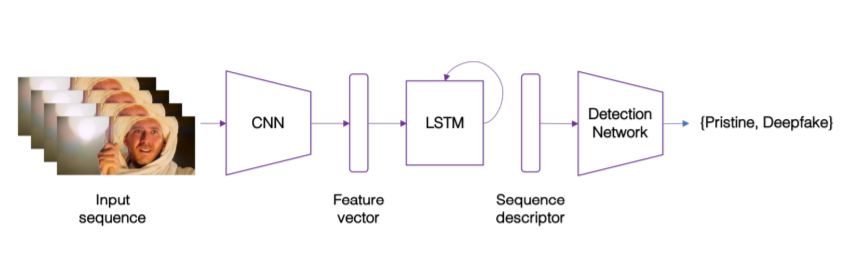 CNN
LSTM
Detection
Network
{Pristine, Deepfake}
Input
sequence
Feature
vector
Sequence
descriptor